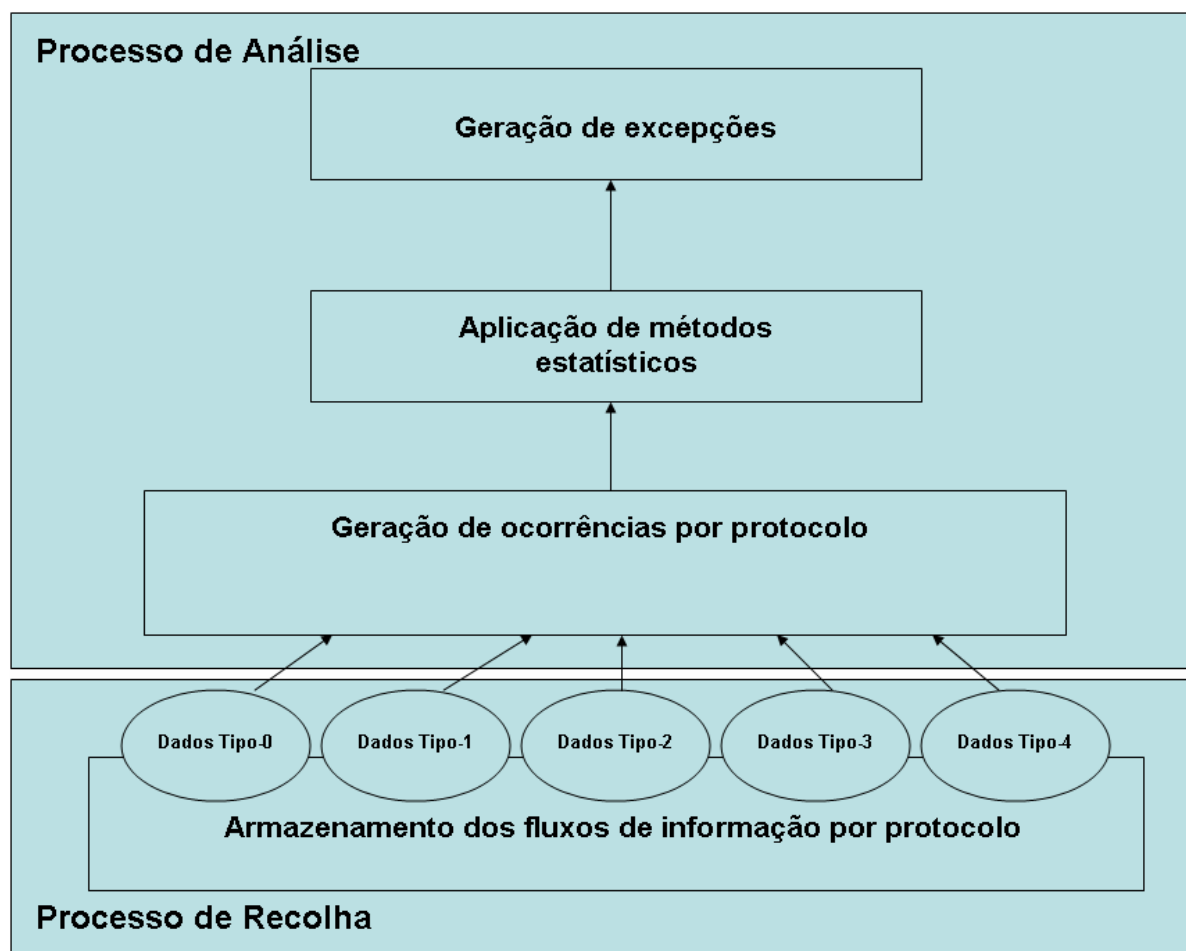 Processo de Análise
Geração de excepções
Aplicação de métodos
estatísticos
Geração de ocorrências por protocolo
Dados Tipo-0
Dados Tipo-1
Dados Tipo-2
Dados Tipo-3
Dados Tipo-4
Armazenamento dos fluxos de informação por protocolo
Processo de Recolha